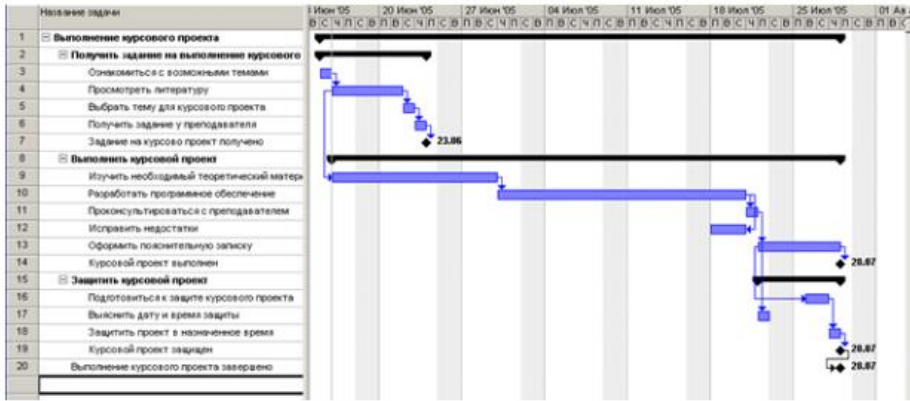 Название задачи
Июн '05 20 Июн '05 27 Июн '05 04 Июл '05 11 Июл '05 18 Июл '05 25 Июл '05 01 Ав
1 Выполнение курсового проекта
2 Получить задание на выполнение курсового
3 Ознакомиться с возможными темами
4 Просмотреть литературу
5 Выбрать тему для курсового проекта
6 Получить задание у преподавателя
7 Задание на курсово проект получено 23.06
8 Выполнить курсовой проект
9 Изучить необходимый теоретический матери
10 Разработать программное обеспечение
11 Проконсультироваться с преподавателем
12 Исправить недостатки
13 Оформить пояснительную записку
14 Курсовой проект выполнен 28.07
15 Защитить курсовой проект
16 Подготовиться к защите курсового проекта
17 Выяснить дату и время защиты
18 Защитить проект в назначенное время
19 Курсовой проект защищен 28.07
20 Выполнение курсового проекта завершено 28.07